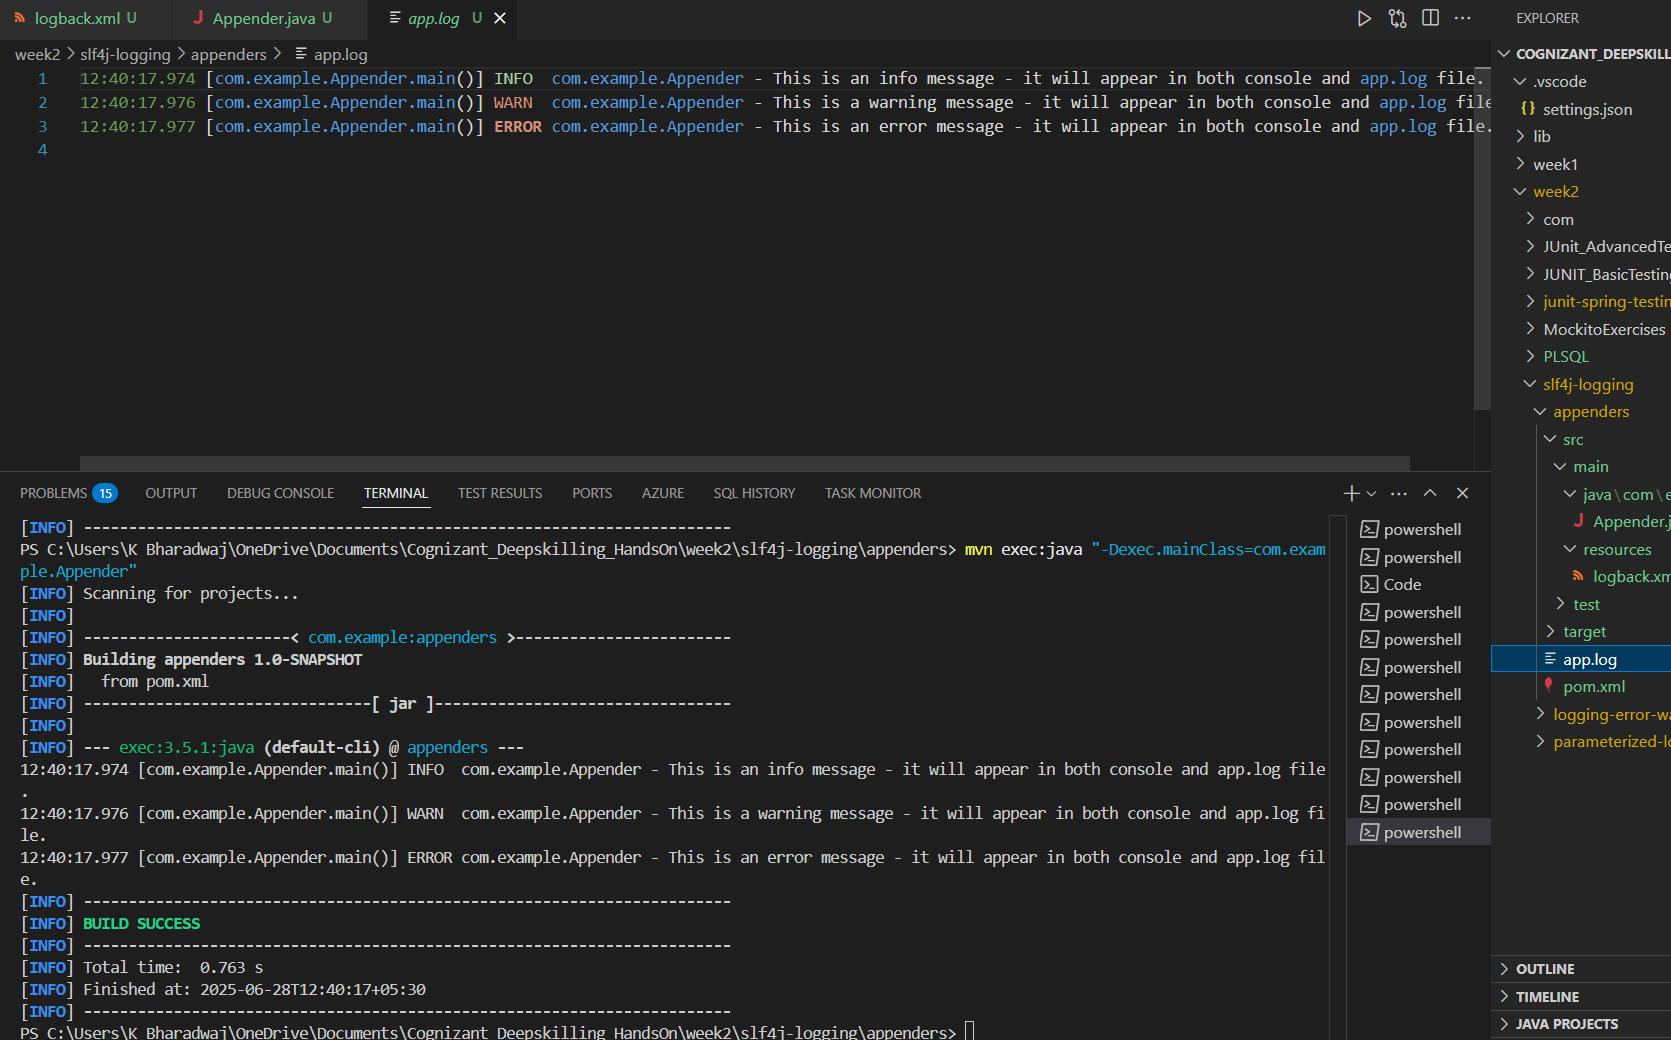 logback.xml U
Appender.java U
app.log U
week2 > slf4j-logging > appenders > app.log
1 12:40:17.974 [com.example.Appender.main()] INFO  com.example.Appender - This is an info message - it will appear in both console and app.log file.
2 12:40:17.976 [com.example.Appender.main()] WARN  com.example.Appender - This is a warning message - it will appear in both console and app.log file
3 12:40:17.977 [com.example.Appender.main()] ERROR com.example.Appender - This is an error message - it will appear in both console and app.log file.
4
PROBLEMS 15 OUTPUT DEBUG CONSOLE TERMINAL TEST RESULTS PORTS AZURE SQL HISTORY TASK MONITOR
[INFO] ------------------------------------------------------------------------
PS C:\Users\K Bharadwaj\OneDrive\Documents\Cognizant_Deepskilling_HandsOn\week2\slf4j-logging\appenders> mvn exec:java "-Dexec.mainClass=com.exam
ple.Appender"
[INFO] Scanning for projects...
[INFO]
[INFO] -----------------------< com.example:appenders >------------------------
[INFO] Building appenders 1.0-SNAPSHOT
[INFO]   from pom.xml
[INFO] --------------------------------[ jar ]---------------------------------
[INFO]
[INFO] --- exec:3.5.1:java (default-cli) @ appenders ---
12:40:17.974 [com.example.Appender.main()] INFO  com.example.Appender - This is an info message - it will appear in both console and app.log file
.
12:40:17.976 [com.example.Appender.main()] WARN  com.example.Appender - This is a warning message - it will appear in both console and app.log fi
le.
12:40:17.977 [com.example.Appender.main()] ERROR com.example.Appender - This is an error message - it will appear in both console and app.log fil
e.
[INFO] ------------------------------------------------------------------------
[INFO] BUILD SUCCESS
[INFO] ------------------------------------------------------------------------
[INFO] Total time:  0.763 s
[INFO] Finished at: 2025-06-28T12:40:17+05:30
[INFO] ------------------------------------------------------------------------
PS C:\Users\K Bharadwaj\OneDrive\Documents\Cognizant_Deepskilling_HandsOn\week2\slf4j-logging\appenders>
powershell
powershell
Code
powershell
powershell
powershell
powershell
powershell
powershell
powershell
powershell
powershell
EXPLORER
COGNIZANT_DEEPSKILL
.vscode
{} settings.json
lib
week1
week2
com
JUnit_AdvancedTe
JUNIT_BasicTesting
junit-spring-testin
MockitoExercises
PLSQL
slf4j-logging
appenders
src
main
java\com\e
Appender.j
resources
logback.xm
test
target
app.log
pom.xml
logging-error-wa
parameterized-lo
OUTLINE
TIMELINE
JAVA PROJECTS